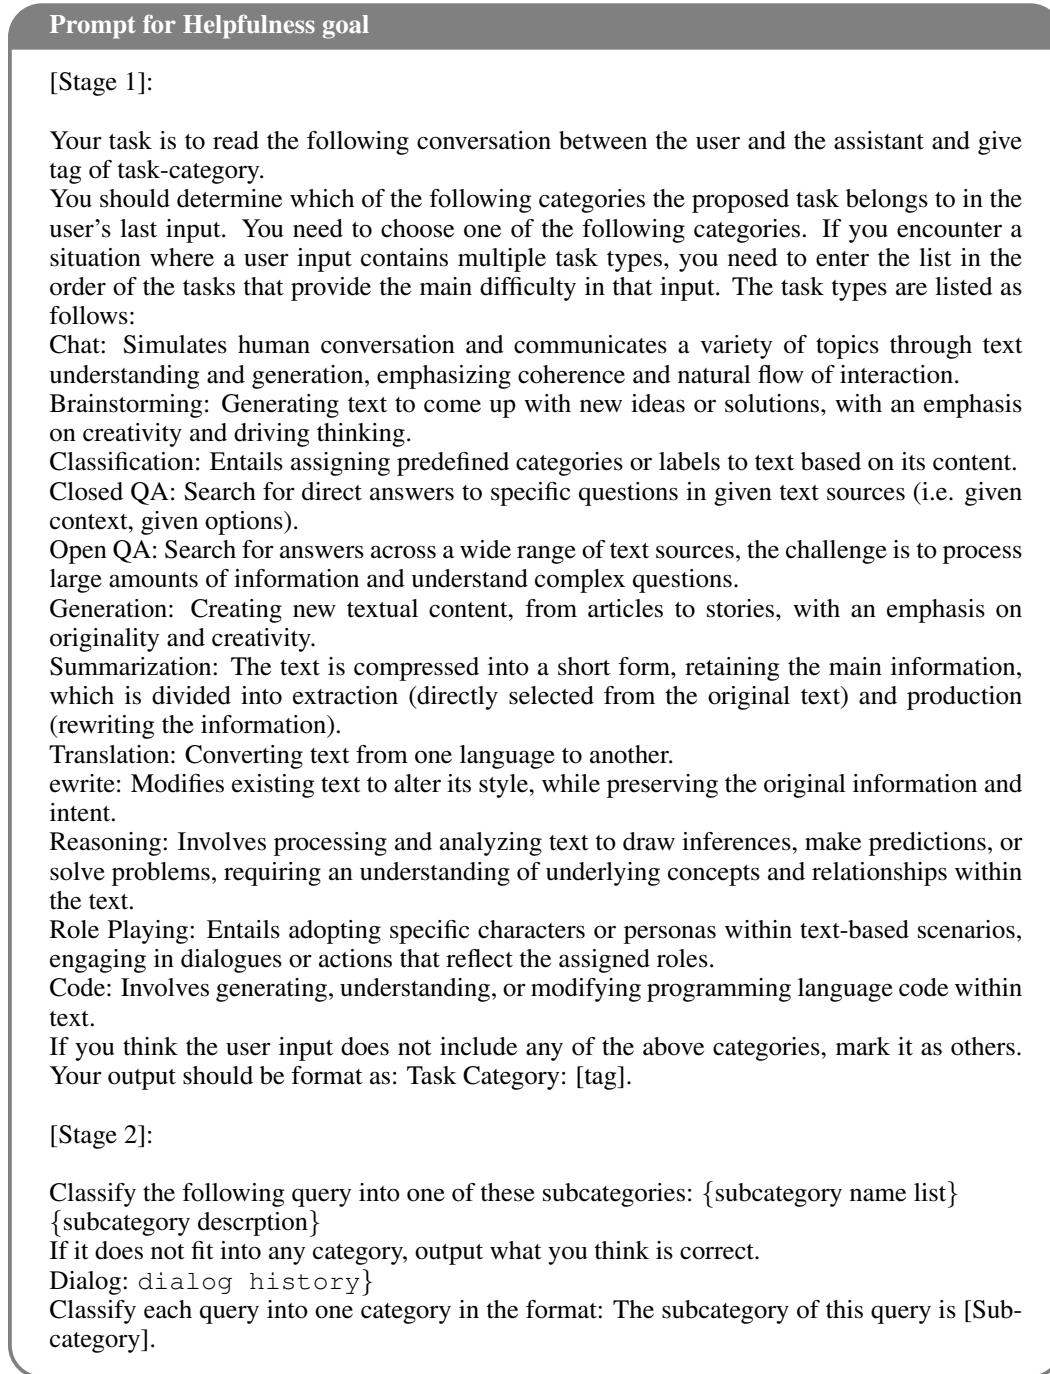 Prompt for Helpfulness goal
[Stage 1]:
Your task is to read the following conversation between the user and the assistant and give
tag of task-category.
You should determine which of the following categories the proposed task belongs to in the
user's last input. You need to choose one of the following categories. If you encounter a
situation where a user input contains multiple task types, you need to enter the list in the
order of the tasks that provide the main difficulty in that input. The task types are listed as
follows:
Chat: Simulates human conversation and communicates a variety of topics through text
understanding and generation, emphasizing coherence and natural flow of interaction.
Brainstorming: Generating text to come up with new ideas or solutions, with an emphasis
on creativity and driving thinking.
Classification: Entails assigning predefined categories or labels to text based on its content.
Closed QA: Search for direct answers to specific questions in given text sources (i.e. given
context, given options).
Open QA: Search for answers across a wide range of text sources, the challenge is to process
large amounts of information and understand complex questions.
Generation: Creating new textual content, from articles to stories, with an emphasis on
originality and creativity.
Summarization: The text is compressed into a short form, retaining the main information,
which is divided into extraction (directly selected from the original text) and production
(rewriting the information).
Translation: Converting text from one language to another.
ewrite: Modifies existing text to alter its style, while preserving the original information and
intent.
Reasoning: Involves processing and analyzing text to draw inferences, make predictions, or
solve problems, requiring an understanding of underlying concepts and relationships within
the text.
Role Playing: Entails adopting specific characters or personas within text-based scenarios,
engaging in dialogues or actions that reflect the assigned roles.
Code: Involves generating, understanding, or modifying programming language code within
text.
If you think the user input does not include any of the above categories, mark it as others.
Your output should be format as: Task Category: [tag].
[Stage 2]:
Classify the following query into one of these subcategories: {subcategory name list}
{subcategory descrption}
If it does not fit into any category, output what you think is correct.
Dialog: dialog history}
Classify each query into one category in the format: The subcategory of this query is [Sub-
category].